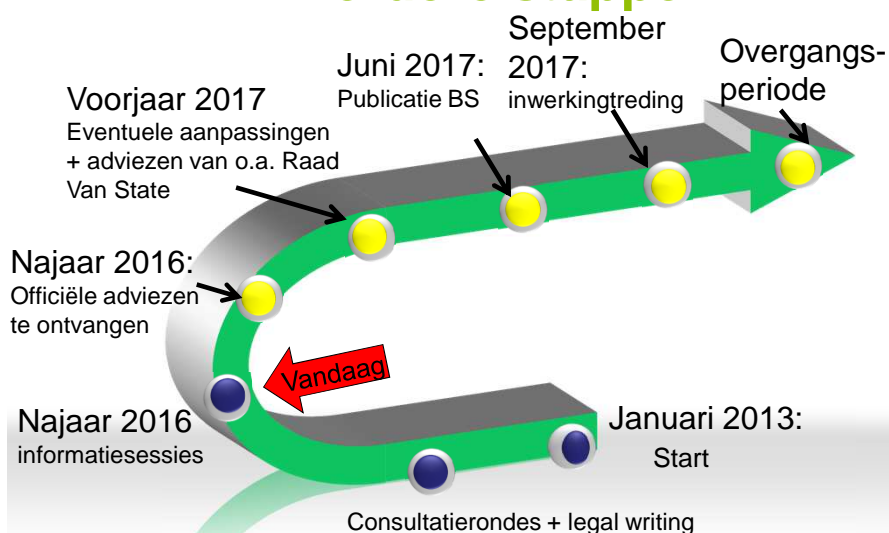 September
2017:
inwerkingtreding
Overgangs-
periode
Juni 2017:
Publicatie BS
Voorjaar 2017
Eventuele aanpassingen
+ adviezen van o.a. Raad
Van State
Najaar 2016:
Officiële adviezen
te ontvangen
Vandaag
Najaar 2016
informatiesessies
Januari 2013:
Start
Consultatierondes + legal writing